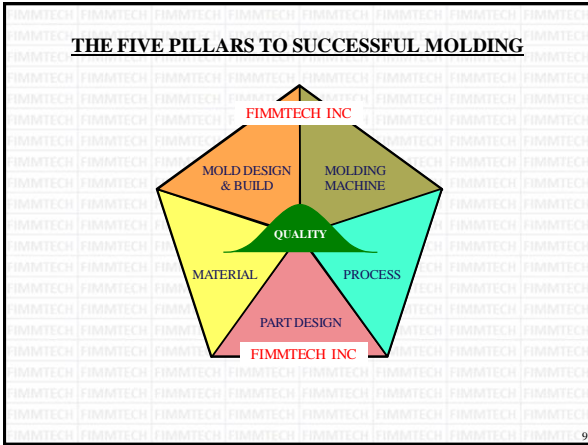 THE FIVE PILLARS TO SUCCESSFUL MOLDING
FIMMTECH INC
MOLD DESIGN
& BUILD
MOLDING
MACHINE
QUALITY
MATERIAL
PROCESS
PART DESIGN
FIMMTECH INC
9